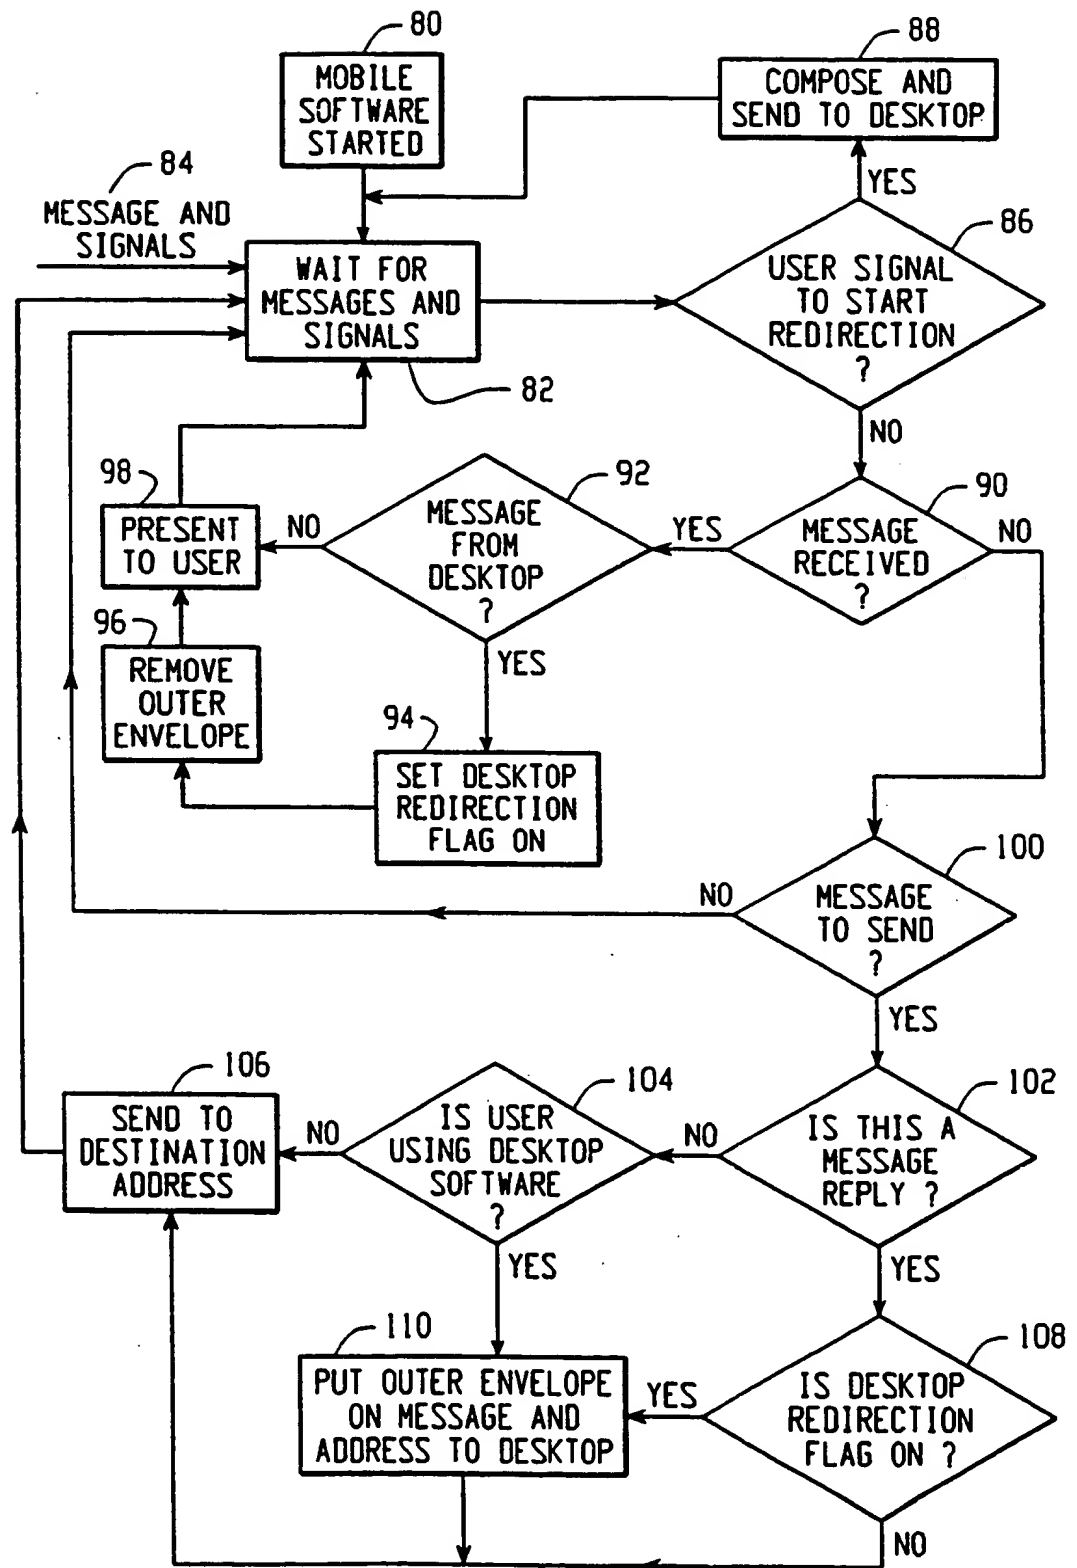 80
MOBILE
SOFTWARE
STARTED
88
COMPOSE AND
SEND TO DESKTOP
YES
84
MESSAGE AND
SIGNALS
WAIT FOR
MESSAGES AND
SIGNALS
82
86
USER SIGNAL
TO START
REDIRECTION
?
NO
98
PRESENT
TO USER
NO
92
MESSAGE
FROM
DESKTOP
?
YES
90
MESSAGE
RECEIVED
?
NO
96
REMOVE
OUTER
ENVELOPE
YES
94
SET DESKTOP
REDIRECTION
FLAG ON
100
NO
MESSAGE
TO SEND
?
YES
106
SEND TO
DESTINATION
ADDRESS
NO
104
IS USER
USING DESKTOP
SOFTWARE
?
NO
102
IS THIS A
MESSAGE
REPLY ?
YES
YES
110
PUT OUTER ENVELOPE
ON MESSAGE AND
ADDRESS TO DESKTOP
YES
108
IS DESKTOP
REDIRECTION
FLAG ON ?
NO